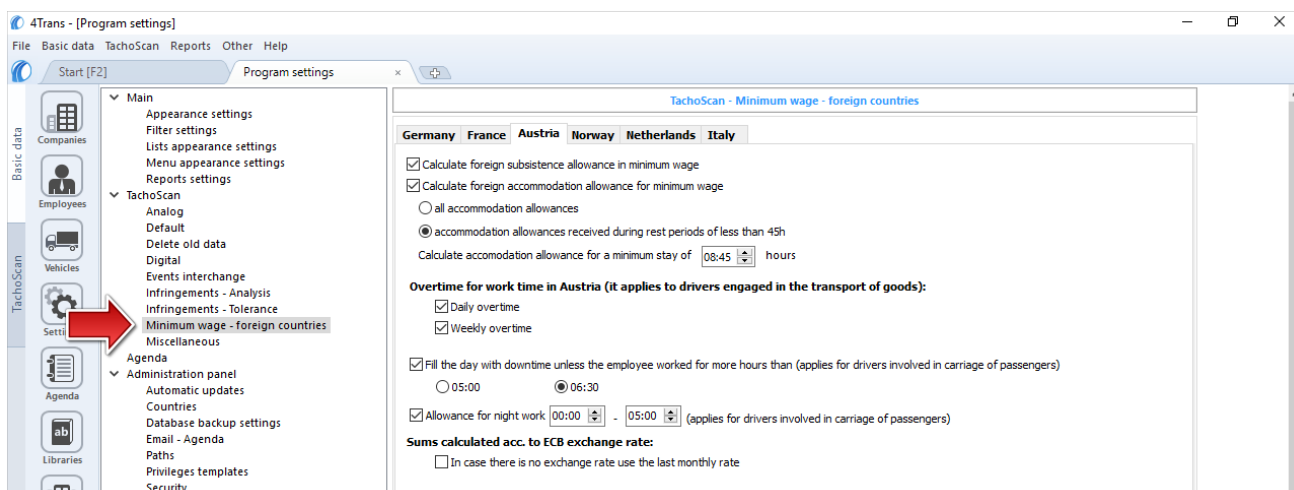 4Trans - [Program settings]
File Basic data TachoScan Reports Other Help
Start [F2]
Program settings
Basic data
TachoScan
Companies
Employees
Vehicles
Agenda
Libraries
Main
Appearance settings
Filter settings
Lists appearance settings
Menu appearance settings
Reports settings
TachoScan
Analog
Default
Delete old data
Digital
Events interchange
Infringements - Analysis
Infringements - Tolerance
Minimum wage - foreign countries
Miscellaneous
Agenda
Administration panel
Automatic updates
Countries
Database backup settings
Email - Agenda
Paths
Privileges templates
Security
TachoScan - Minimum wage - foreign countries
Germany France Austria Norway Netherlands Italy
Calculate foreign subsistence allowance in minimum wage
Calculate foreign accommodation allowance for minimum wage
all accommodation allowances
accommodation allowances received during rest periods of less than 45h
Calculate accomodation allowance for a minimum stay of 08:45 hours
Overtime for work time in Austria (it applies to drivers engaged in the transport of goods):
Daily overtime
Weekly overtime
Fill the day with downtime unless the employee worked for more hours than (applies for drivers involved in carriage of passengers)
05:00 06:30
Allowance for night work 00:00 - 05:00 (applies for drivers involved in carriage of passengers)
Sums calculated acc. to ECB exchange rate:
In case there is no exchange rate use the last monthly rate